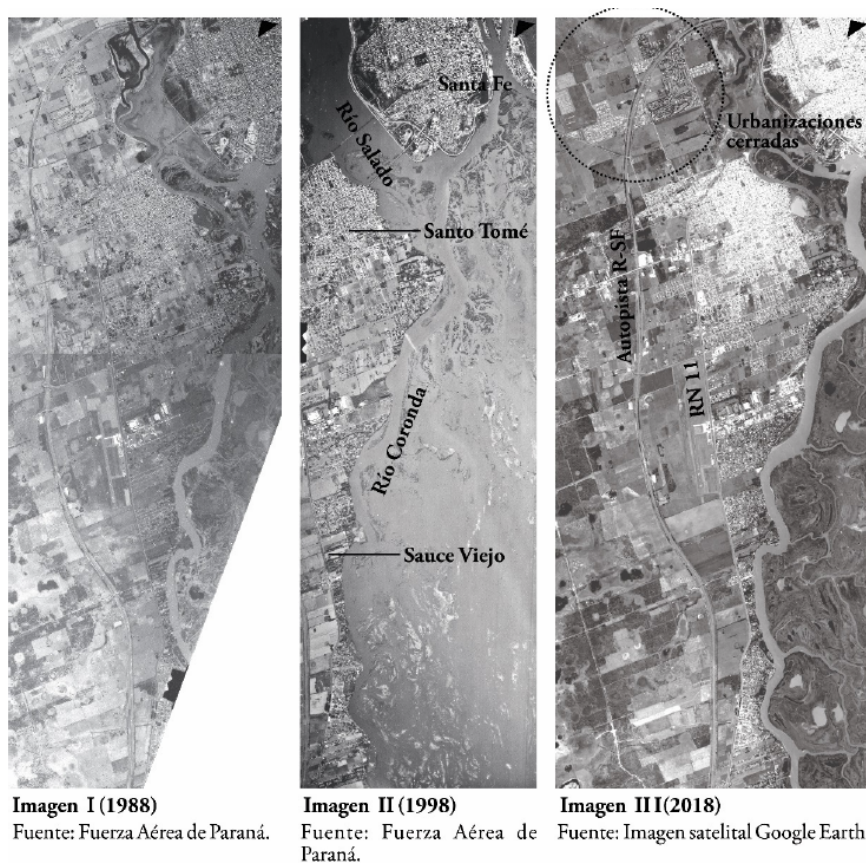 Santa Fe
Río Salado
Santo Tomé
Río Coronda
Sauce Viejo
Urbanizaciones
cerradas
Autopista R-SF
RN 11
Imagen I (1988)
Fuente: Fuerza Aérea de Paraná.
Imagen II (1998)
Fuente: Fuerza Aérea de
Paraná.
Imagen III(2018)
Fuente: Imagen satelital Google Earth